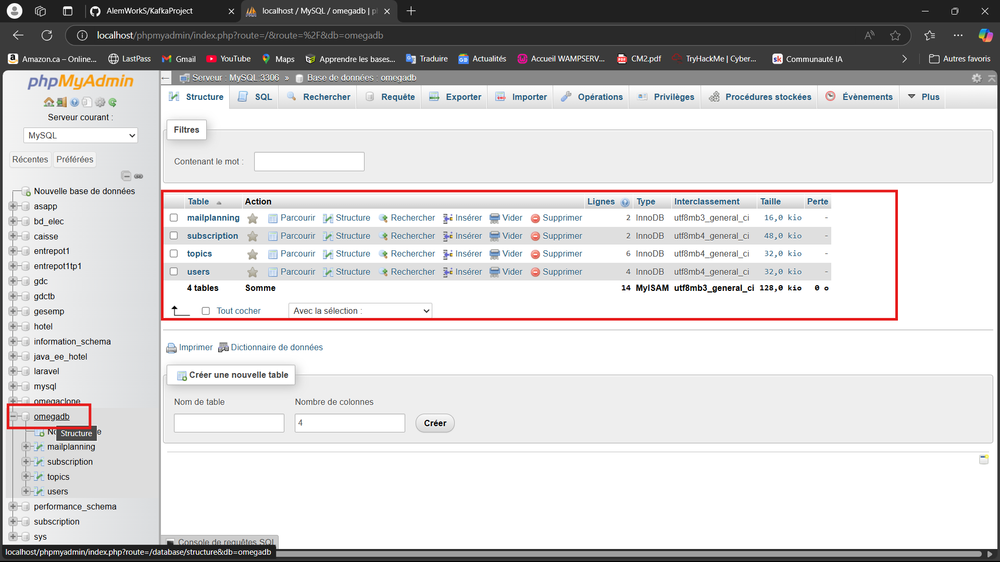 AlemWorkS/KafkaProject
localhost / MySQL / omegadb | p
localhost/phpmyadmin/index.php?route=/&route=%2F&db=omegadb
Amazon.ca – Online...
LastPass
Gmail
YouTube
Maps
Apprendre les bases...
Traduire
Actualités
Accueil WAMPSERV...
CM2.pdf
TryHackMe | Cyber...
Communauté IA
Autres favoris
phpMyAdmin
Serveur courant :
MySQL
Récentes
Préférées
Nouvelle base de données
asapp
bd_elec
caisse
entrepot1
entrepot1tp1
gdc
gdctb
gesemp
hotel
information_schema
java_ee_hotel
laravel
mysql
omegaclone
omegadb
Structure
mailplanning
subscription
topics
users
performance_schema
subscription
sys
Serveur : MySQL:3306 » Base de données : omegadb
Structure
SQL
Rechercher
Requête
Exporter
Importer
Opérations
Privilèges
Procédures stockées
Évènements
Plus
Filtres
Contenant le mot :
Table Action Lignes Type Interclassement Taille Perte
mailplanning Parcourir Structure Rechercher Insérer Vider Supprimer 2 InnoDB utf8mb3_general_ci 16,0 kio -
subscription Parcourir Structure Rechercher Insérer Vider Supprimer 2 InnoDB utf8mb4_general_ci 48,0 kio -
topics Parcourir Structure Rechercher Insérer Vider Supprimer 6 InnoDB utf8mb4_general_ci 32,0 kio -
users Parcourir Structure Rechercher Insérer Vider Supprimer 4 InnoDB utf8mb4_general_ci 32,0 kio -
4 tables Somme 14 MyISAM utf8mb3_general_ci 128,0 kio 0 o
Tout cocher
Avec la sélection :
Imprimer
Dictionnaire de données
Créer une nouvelle table
Nom de table
Nombre de colonnes
4
Créer
Console de requêtes SQL
localhost/phpmyadmin/index.php?route=/database/structure&db=omegadb